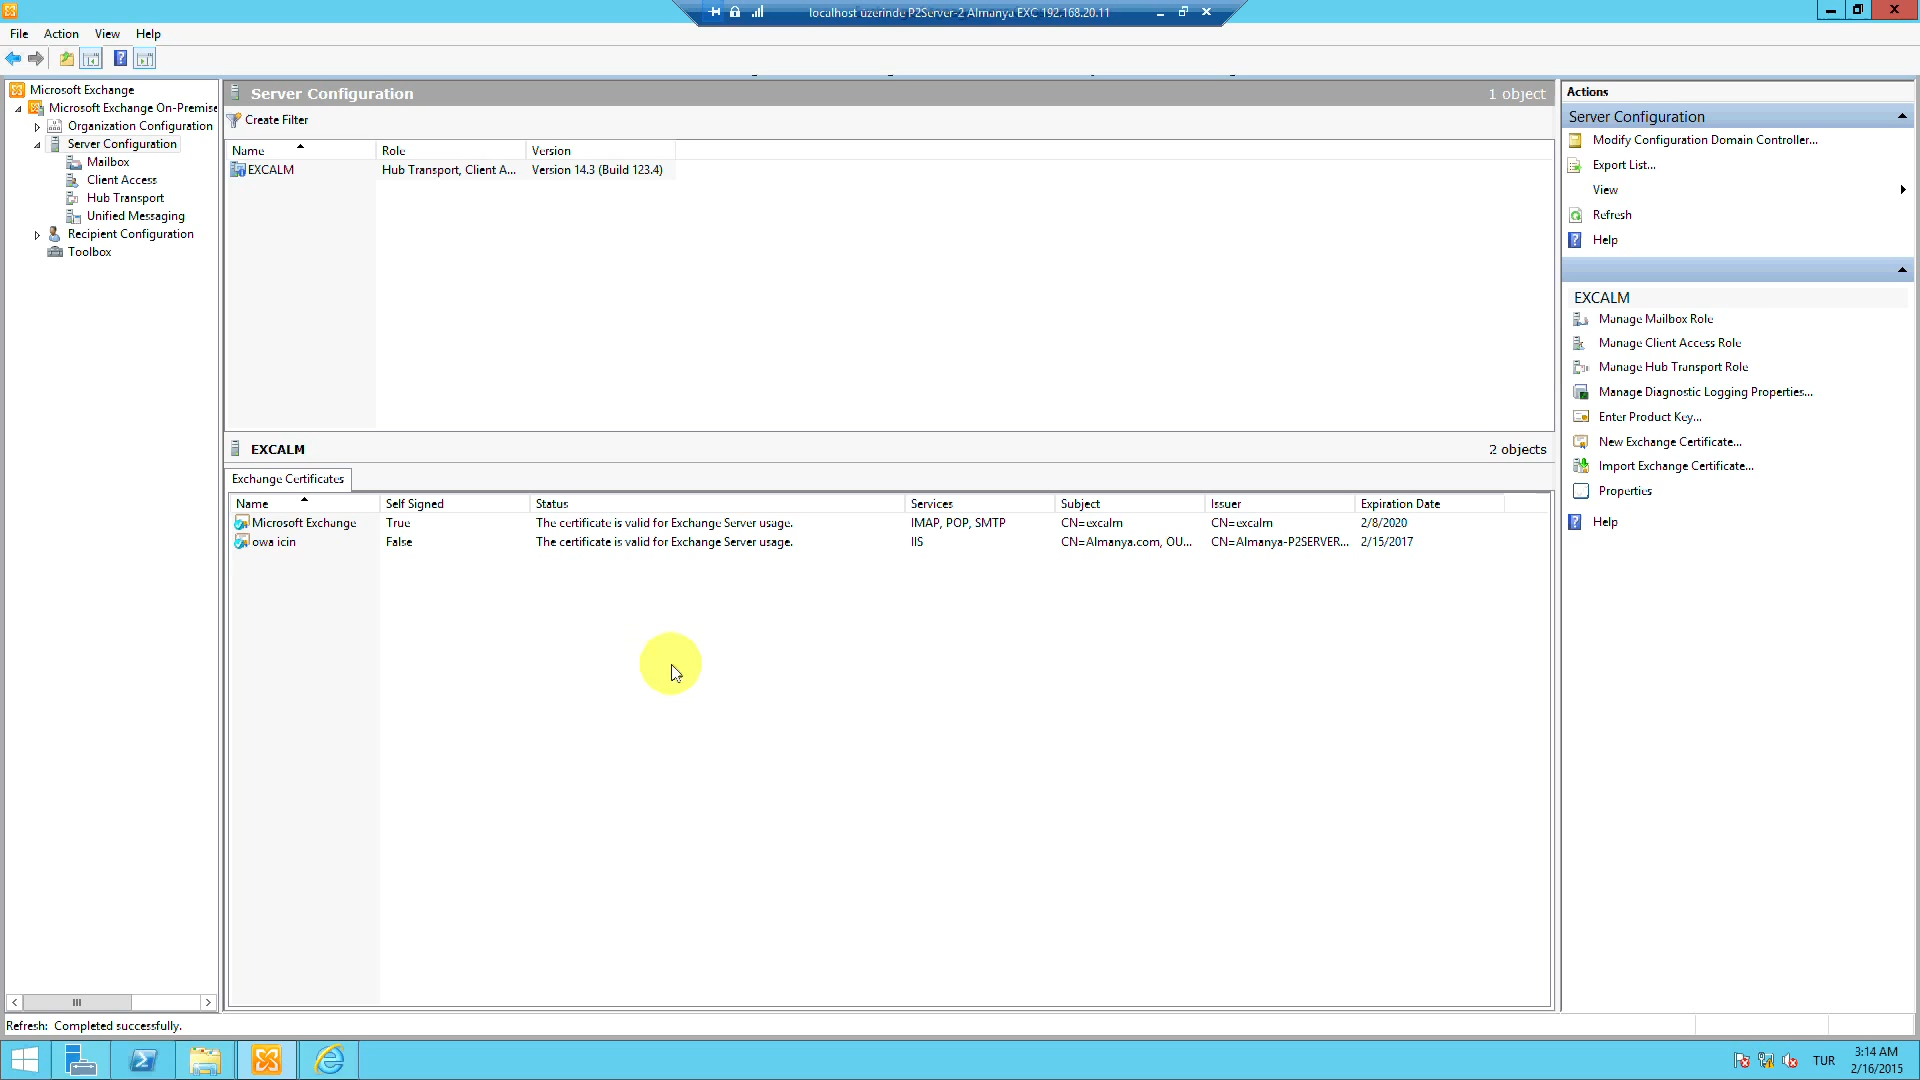 localhost üzerinde P2Server-2 Almanya EXC 192.168.20.11
File Action View Help
Microsoft Exchange
Microsoft Exchange On-Premise
Organization Configuration
Server Configuration
Mailbox
Client Access
Hub Transport
Unified Messaging
Recipient Configuration
Toolbox
Server Configuration 1 object
Create Filter
Name Role Version
EXCALM Hub Transport, Client A... Version 14.3 (Build 123.4)
EXCALM 2 objects
Exchange Certificates
Name Self Signed Status Services Subject Issuer Expiration Date
Microsoft Exchange True The certificate is valid for Exchange Server usage. IMAP, POP, SMTP CN=excalm CN=excalm 2/8/2020
owa icin False The certificate is valid for Exchange Server usage. IIS CN=Almanya.com, OU... CN=Almanya-P2SERVER... 2/15/2017
Actions
Server Configuration
Modify Configuration Domain Controller...
Export List...
View
Refresh
Help
EXCALM
Manage Mailbox Role
Manage Client Access Role
Manage Hub Transport Role
Manage Diagnostic Logging Properties...
Enter Product Key...
New Exchange Certificate...
Import Exchange Certificate...
Properties
Help
Refresh: Completed successfully.
TUR
3:14 AM
2/16/2015